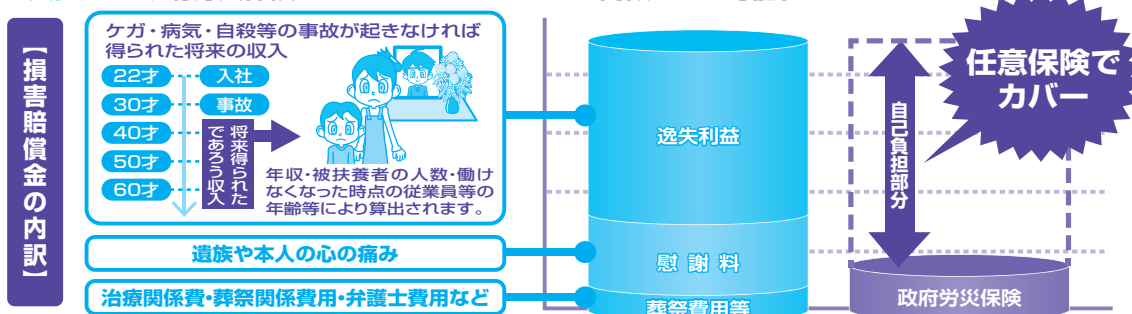 【損害賠償金の内訳】
ケガ・病気・自殺等の事故が起きなければ
得られた将来の収入
22才
入社
30才
事故
40才
50才
60才
将来得られた
であろう収入
年収・被扶養者の人数・働け
なくなった時点の従業員等の
年齢等により算出されます。
遺族や本人の心の痛み
治療関係費・葬祭関係費用・弁護士費用など
逸失利益
慰謝料
葬祭費用等
自己負担部分
任意保険で
カバー
政府労災保険